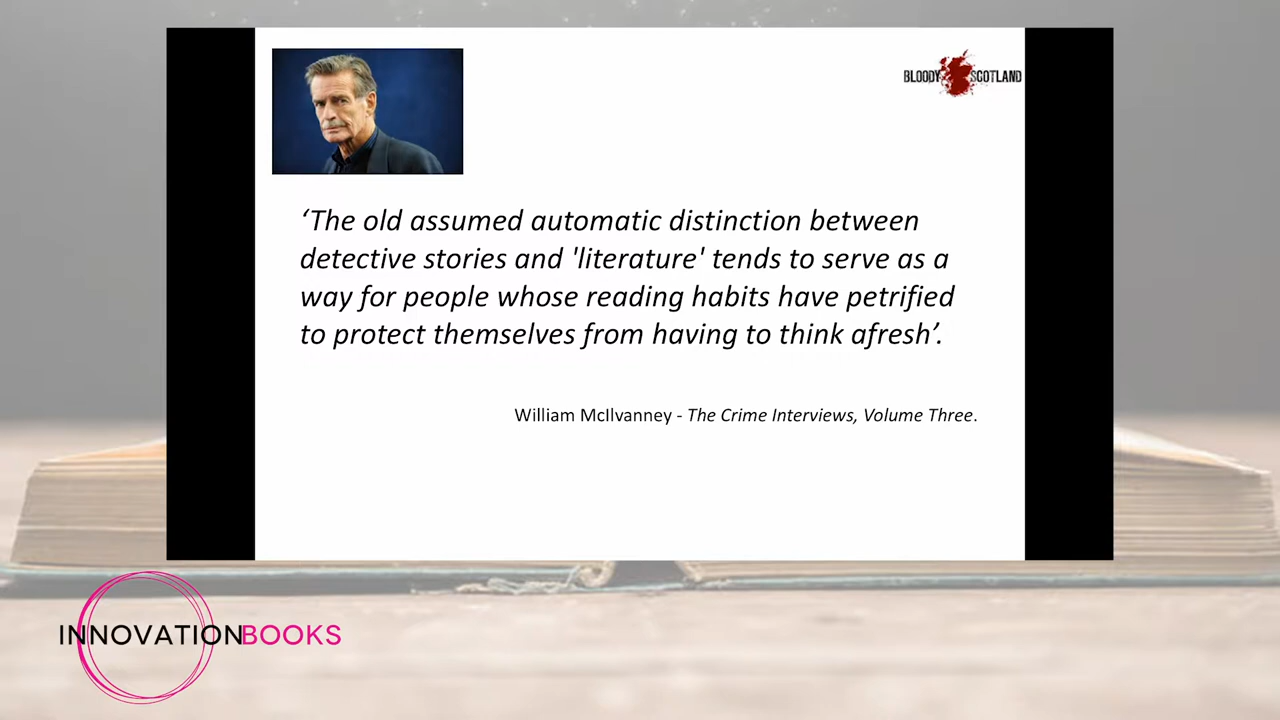 BLOODY SCOTLAND
‘The old assumed automatic distinction between
detective stories and 'literature' tends to serve as a
way for people whose reading habits have petrified
to protect themselves from having to think afresh’.
William McIlvanney - The Crime Interviews, Volume Three.
INNOVATIONBOOKS